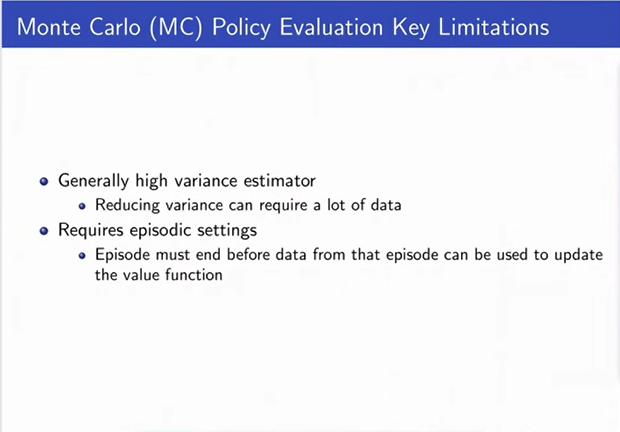 Monte Carlo (MC) Policy Evaluation Key Limitations
Generally high variance estimator
Reducing variance can require a lot of data
Requires episodic settings
Episode must end before data from that episode can be used to update
the value function